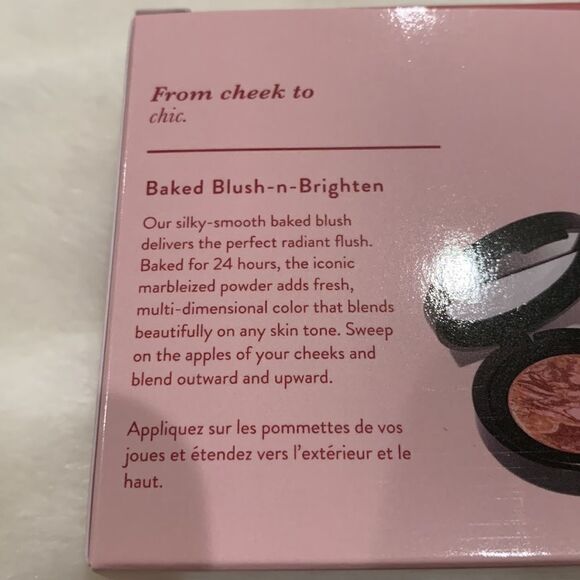 From cheek to
chic.
Baked Blush-n-Brighten
Our silky-smooth baked blush
delivers the perfect radiant flush.
Baked for 24 hours, the iconic
marbleized powder adds fresh,
multi-dimensional color that blends
beautifully on any skin tone. Sweep
on the apples of your cheeks and
blend outward and upward.
Appliquez sur les pommettes de vos
joues et étendez vers l'extérieur et le
haut.